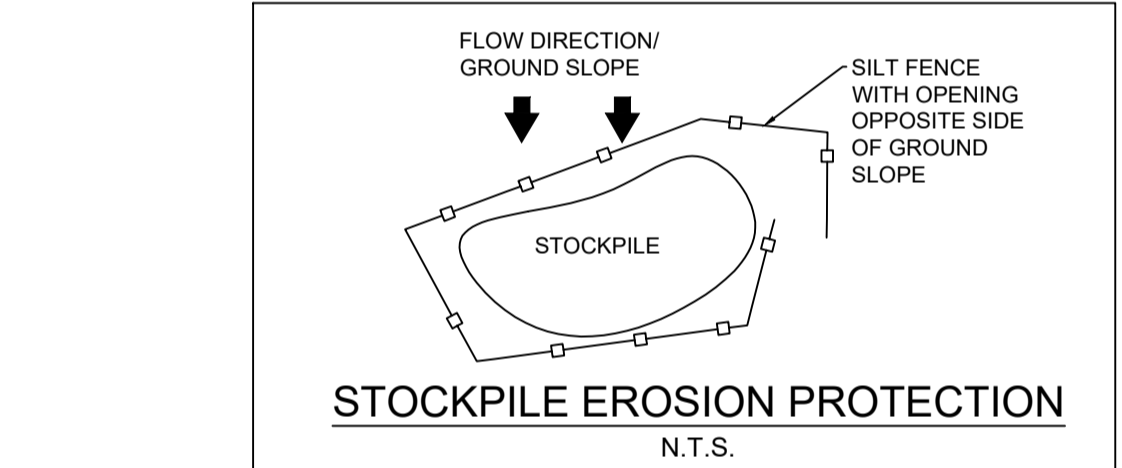 FLOW DIRECTION/
GROUND SLOPE
SILT FENCE
WITH OPENING
OPPOSITE SIDE
OF GROUND
SLOPE
STOCKPILE
STOCKPILE EROSION PROTECTION
N.T.S.